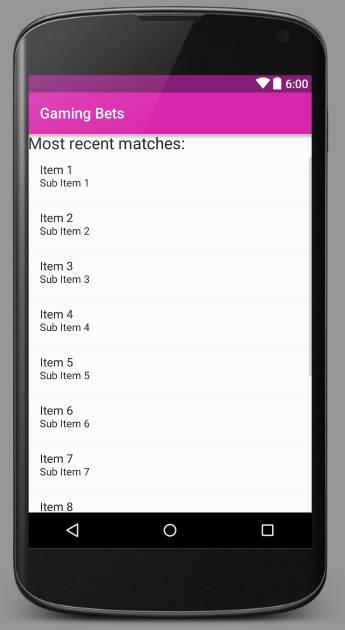 6:00
Gaming Bets
Most recent matches:
Item 1
Sub Item 1
Item 2
Sub Item 2
Item 3
Sub Item 3
Item 4
Sub Item 4
Item 5
Sub Item 5
Item 6
Sub Item 6
Item 7
Sub Item 7
Item 8